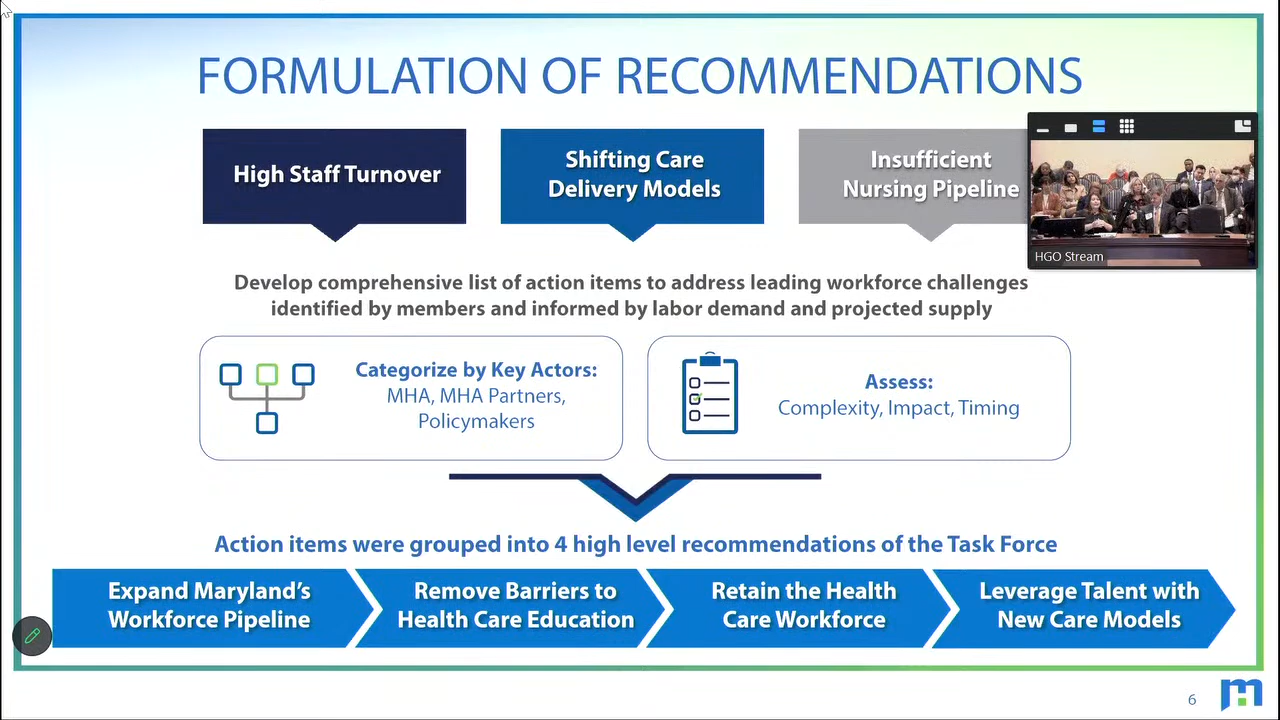 FORMULATION OF RECOMMENDATIONS
High Staff Turnover
Shifting Care
Delivery Models
Insufficient
Nursing Pipeline
HGO Stream
Develop comprehensive list of action items to address leading workforce challenges
identified by members and informed by labor demand and projected supply
Categorize by Key Actors:
MHA, MHA Partners,
Policymakers
Assess:
Complexity, Impact, Timing
Action items were grouped into 4 high level recommendations of the Task Force
Expand Maryland's
Workforce Pipeline
Remove Barriers to
Health Care Education
Retain the Health
Care Workforce
Leverage Talent with
New Care Models
6